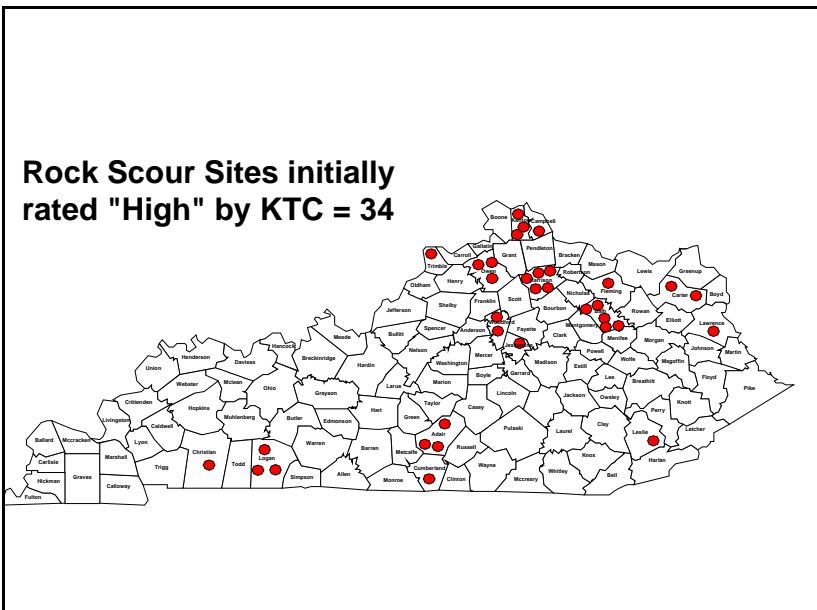 Rock Scour Sites initially
rated "High" by KTC = 34
Boone
Campbell
Gallatin
Grant
Pendleton
Bracken
Mason
Lewis
Greenup
Trimble
Carroll
Owen
Robertson
Fleming
Carter
Boyd
Oldham
Henry
Harrison
Nicholas
Rowan
Elliott
Lawrence
Jefferson
Shelby
Franklin
Scott
Bourbon
Bath
Bullitt
Spencer
Anderson
Woodford
Fayette
Montgomery
Menifee
Morgan
Johnson
Martin
Meade
Nelson
Mercer
Jessamine
Clark
Powell
Wolfe
Magoffin
Hancock
Breckinridge
Hardin
Washington
Boyle
Garrard
Madison
Estill
Lee
Breathitt
Floyd
Pike
Union
Henderson
Daviess
Ohio
Grayson
Larue
Marion
Lincoln
Jackson
Owsley
Knott
Webster
Mclean
Hart
Taylor
Casey
Perry
Crittenden
Hopkins
Muhlenberg
Butler
Edmonson
Green
Adair
Pulaski
Laurel
Clay
Leslie
Letcher
Livingston
Caldwell
Ballard
Mccracken
Lyon
Christian
Todd
Logan
Warren
Barren
Metcalfe
Russell
Knox
Harlan
Carlisle
Marshall
Trigg
Simpson
Allen
Monroe
Cumberland
Clinton
Wayne
Mccreary
Whitley
Bell
Hickman
Graves
Calloway
Fulton